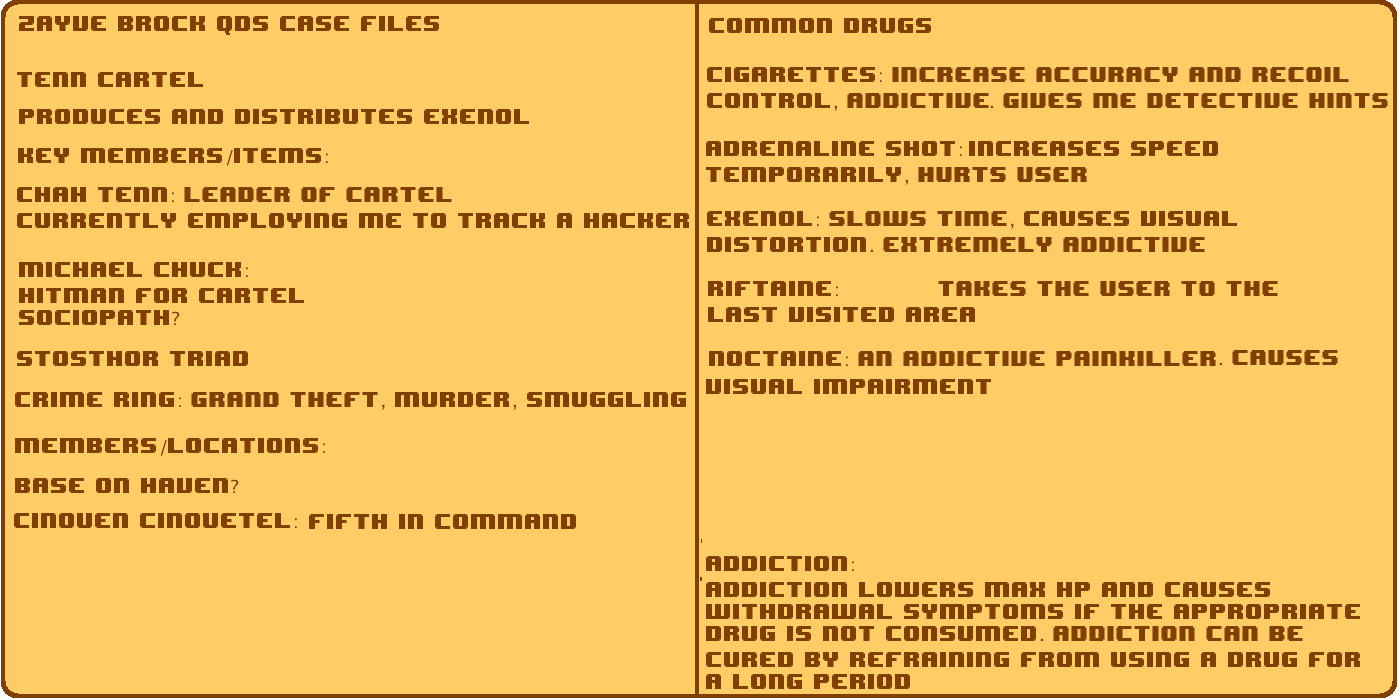 ZAYVE BROCK QDS CASE FILES
TENN CARTEL
PRODUCES AND DISTRIBUTES EXENOL
KEY MEMBERS/ITEMS:
CHAK TENN: LEADER OF CARTEL
CURRENTLY EMPLOYING ME TO TRACK A HACKER
MICHAEL CHUCK:
HITMAN FOR CARTEL
SOCIOPATH?
STOSTHOR TRIAD
CRIME RING: GRAND THEFT, MURDER, SMUGGLING
MEMBERS/LOCATIONS:
BASE ON HAVEN?
CINOVEN CINOVETEL: FIFTH IN COMMAND
COMMON DRUGS
CIGARETTES: INCREASE ACCURACY AND RECOIL
CONTROL, ADDICTIVE. GIVES ME DETECTIVE HINTS
ADRENALINE SHOT: INCREASES SPEED
TEMPORARILY, HURTS USER
EXENOL: SLOWS TIME, CAUSES VISUAL
DISTORTION. EXTREMELY ADDICTIVE
RIFTAINE: TAKES THE USER TO THE
LAST VISITED AREA
NOCTAINE: AN ADDICTIVE PAINKILLER. CAUSES
VISUAL IMPAIRMENT
ADDICTION:
ADDICTION LOWERS MAX HP AND CAUSES
WITHDRAWAL SYMPTOMS IF THE APPROPRIATE
DRUG IS NOT CONSUMED. ADDICTION CAN BE
CURED BY REFRAINING FROM USING A DRUG FOR
A LONG PERIOD